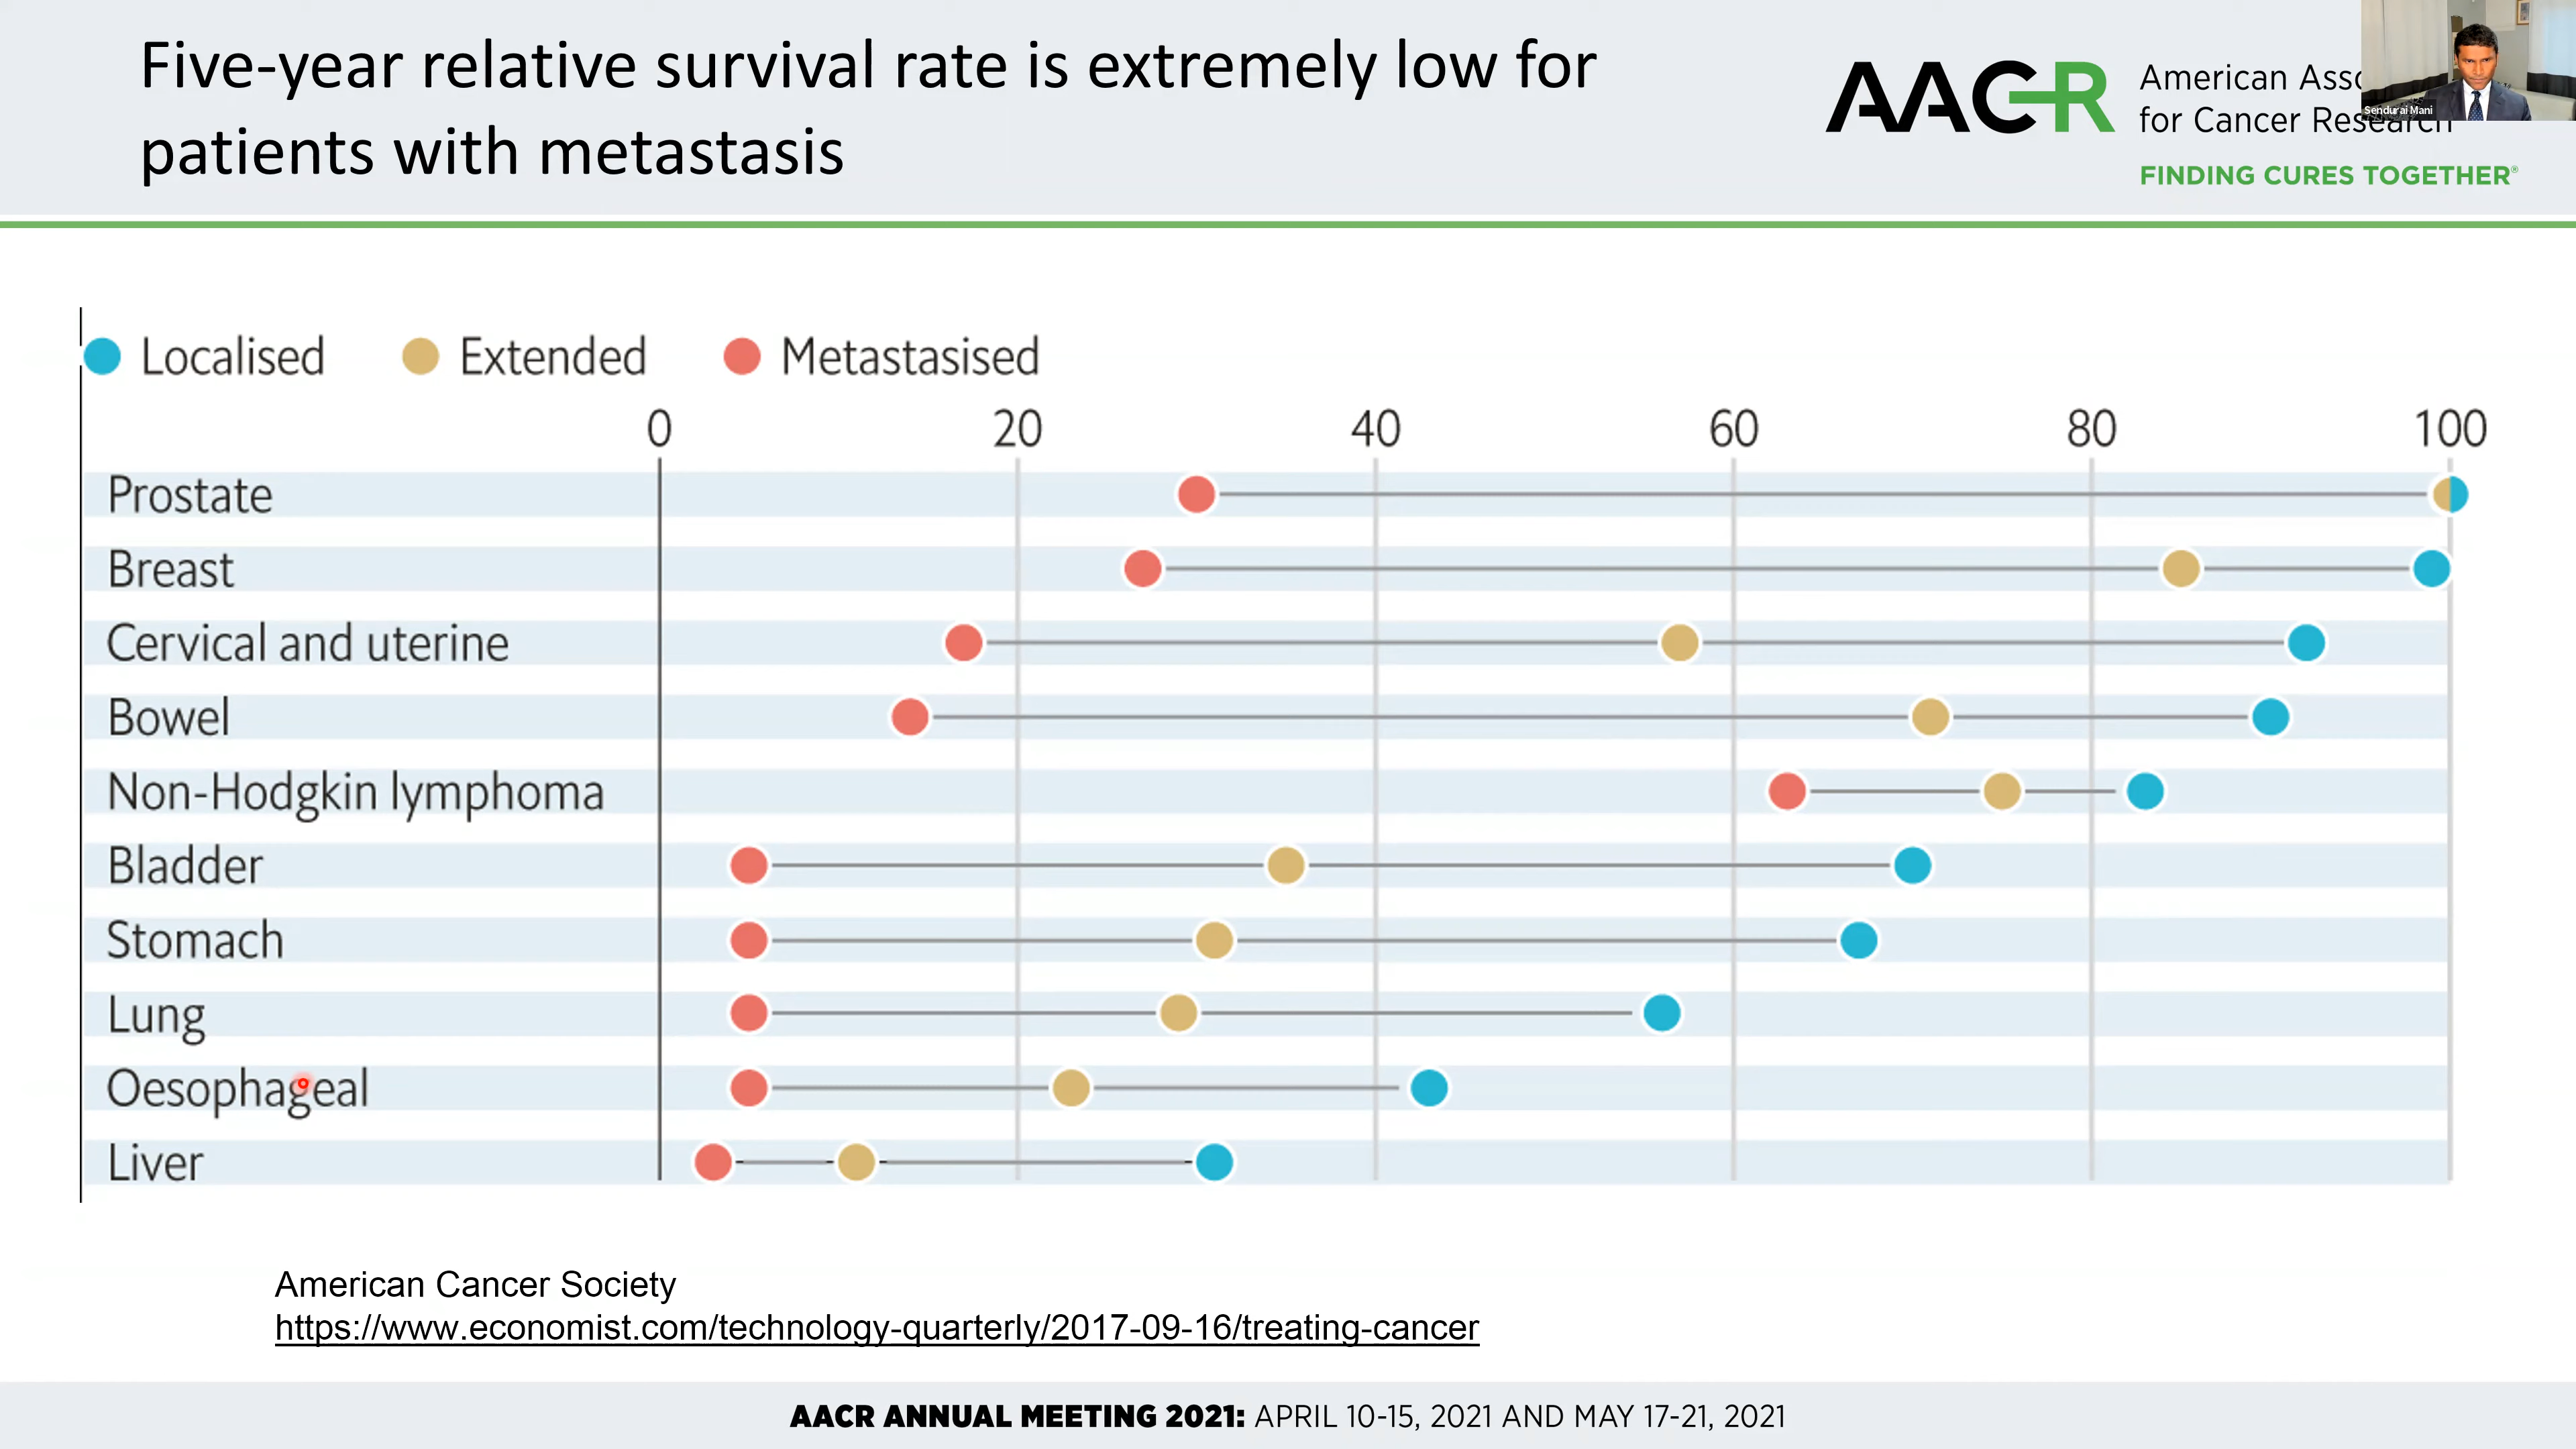 Five-year relative survival rate is extremely low for
patients with metastasis
AACR
American Asso
for Cancer Research
FINDING CURES TOGETHER®
Sendurai Mani
Localised Extended Metastasised
0 20 40 60 80 100
Prostate
Breast
Cervical and uterine
Bowel
Non-Hodgkin lymphoma
Bladder
Stomach
Lung
Oesophageal
Liver
American Cancer Society
https://www.economist.com/technology-quarterly/2017-09-16/treating-cancer
AACR ANNUAL MEETING 2021: APRIL 10-15, 2021 AND MAY 17-21, 2021